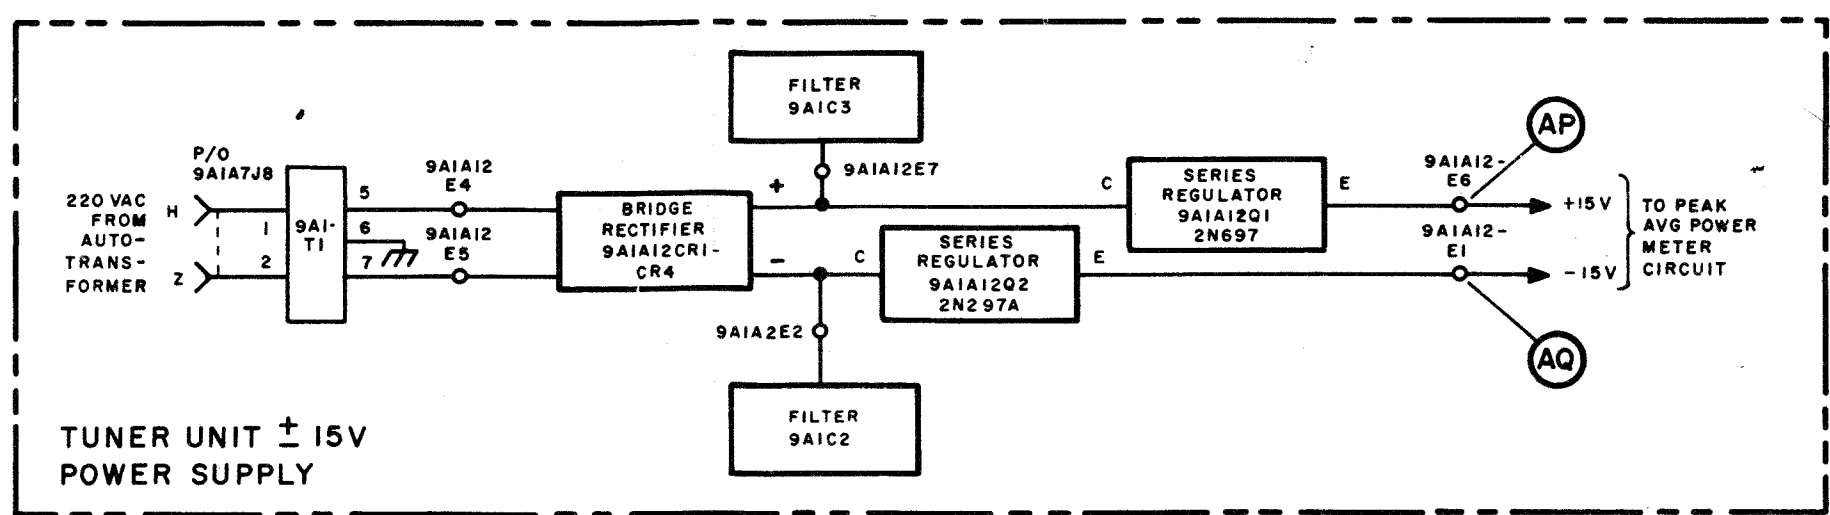 FILTER
9A1C3
AP
P/O
9A1A7J8
220 VAC
FROM
AUTO-
TRANS-
FORMER
H
Z
1
2
9A1-
T1
5
6
7
9A1A12
E4
9A1A12
E5
BRIDGE
RECTIFIER
9A1A12CR1-
CR4
+
-
9A1A12E7
C
SERIES
REGULATOR
9A1A12Q1
2N697
E
C
SERIES
REGULATOR
9A1A12Q2
2N297A
E
9A1A12-
E6
+15V
9A1A12-
E1
-15V
TO PEAK
AVG POWER
METER
CIRCUIT
9A1A2E2
AQ
FILTER
9A1C2
TUNER UNIT ± 15V
POWER SUPPLY